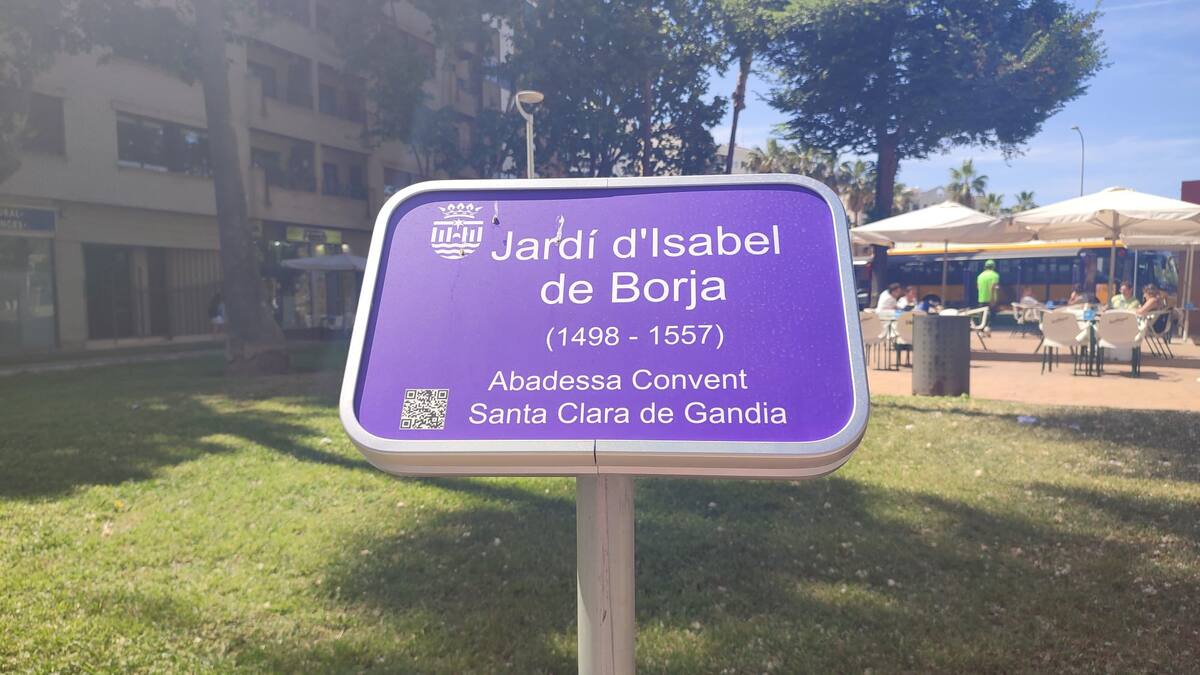 Jardí d'Isabel
de Borja
(1498 - 1557)
Abadessa Convent
Santa Clara de Gandia